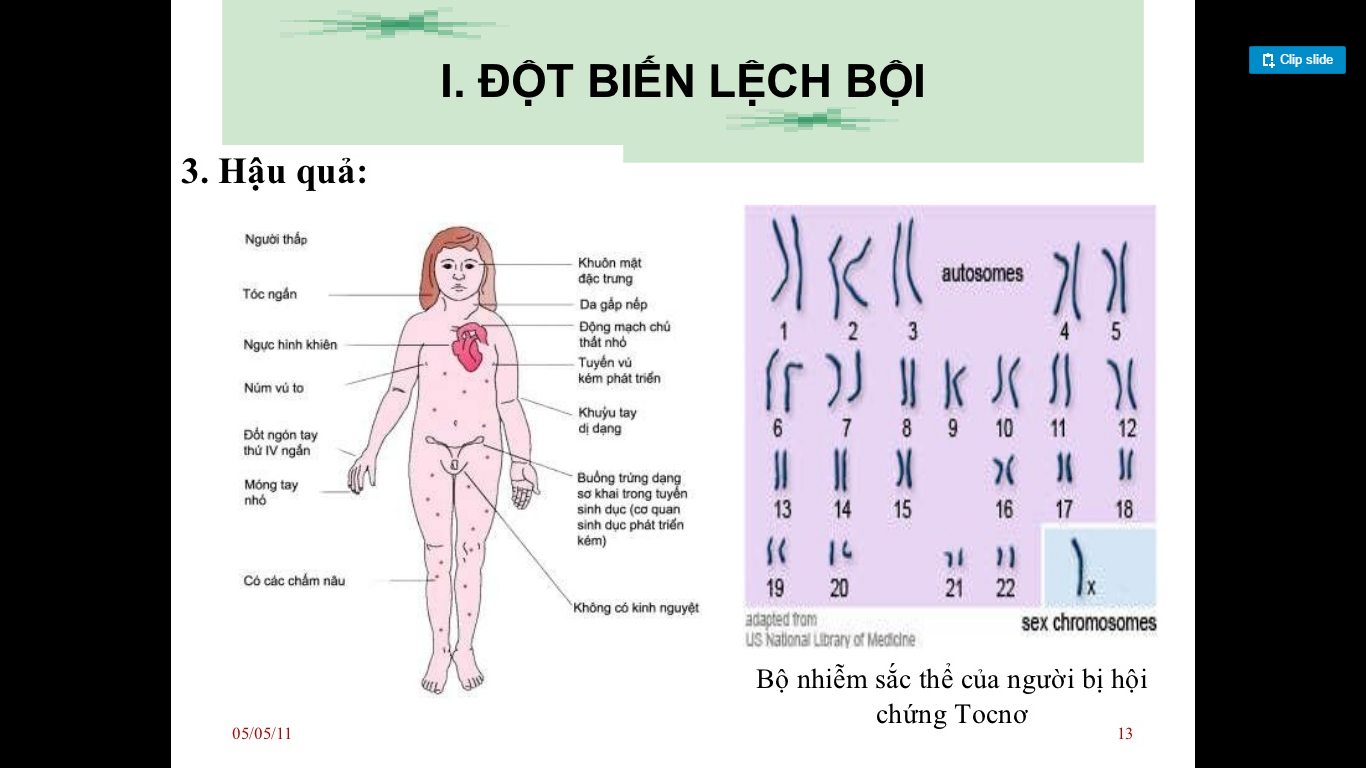 Clip slide
I. ĐỘT BIẾN LỆCH BỘI
3. Hậu quả:
Người thấp
Tóc ngắn
Ngực hình khiên
Núm vú to
Đốt ngón tay
thứ IV ngắn
Móng tay
nhỏ
Có các chấm nâu
Khuôn mặt
đặc trưng
Da gấp nếp
Động mạch chủ
thắt nhỏ
Tuyến vú
kém phát triển
Khuỷu tay
dị dạng
Buồng trứng dạng
sơ khai trong tuyến
sinh dục (cơ quan
sinh dục phát triển
kém)
Không có kinh nguyệt
autosomes
1 2 3 4 5
6 7 8 9 10 11 12
13 14 15 16 17 18
19 20 21 22 x
adapted from
US National Library of Medicine
sex chromosomes
Bộ nhiễm sắc thể của người bị hội
chứng Tocnơ
05/05/11
13